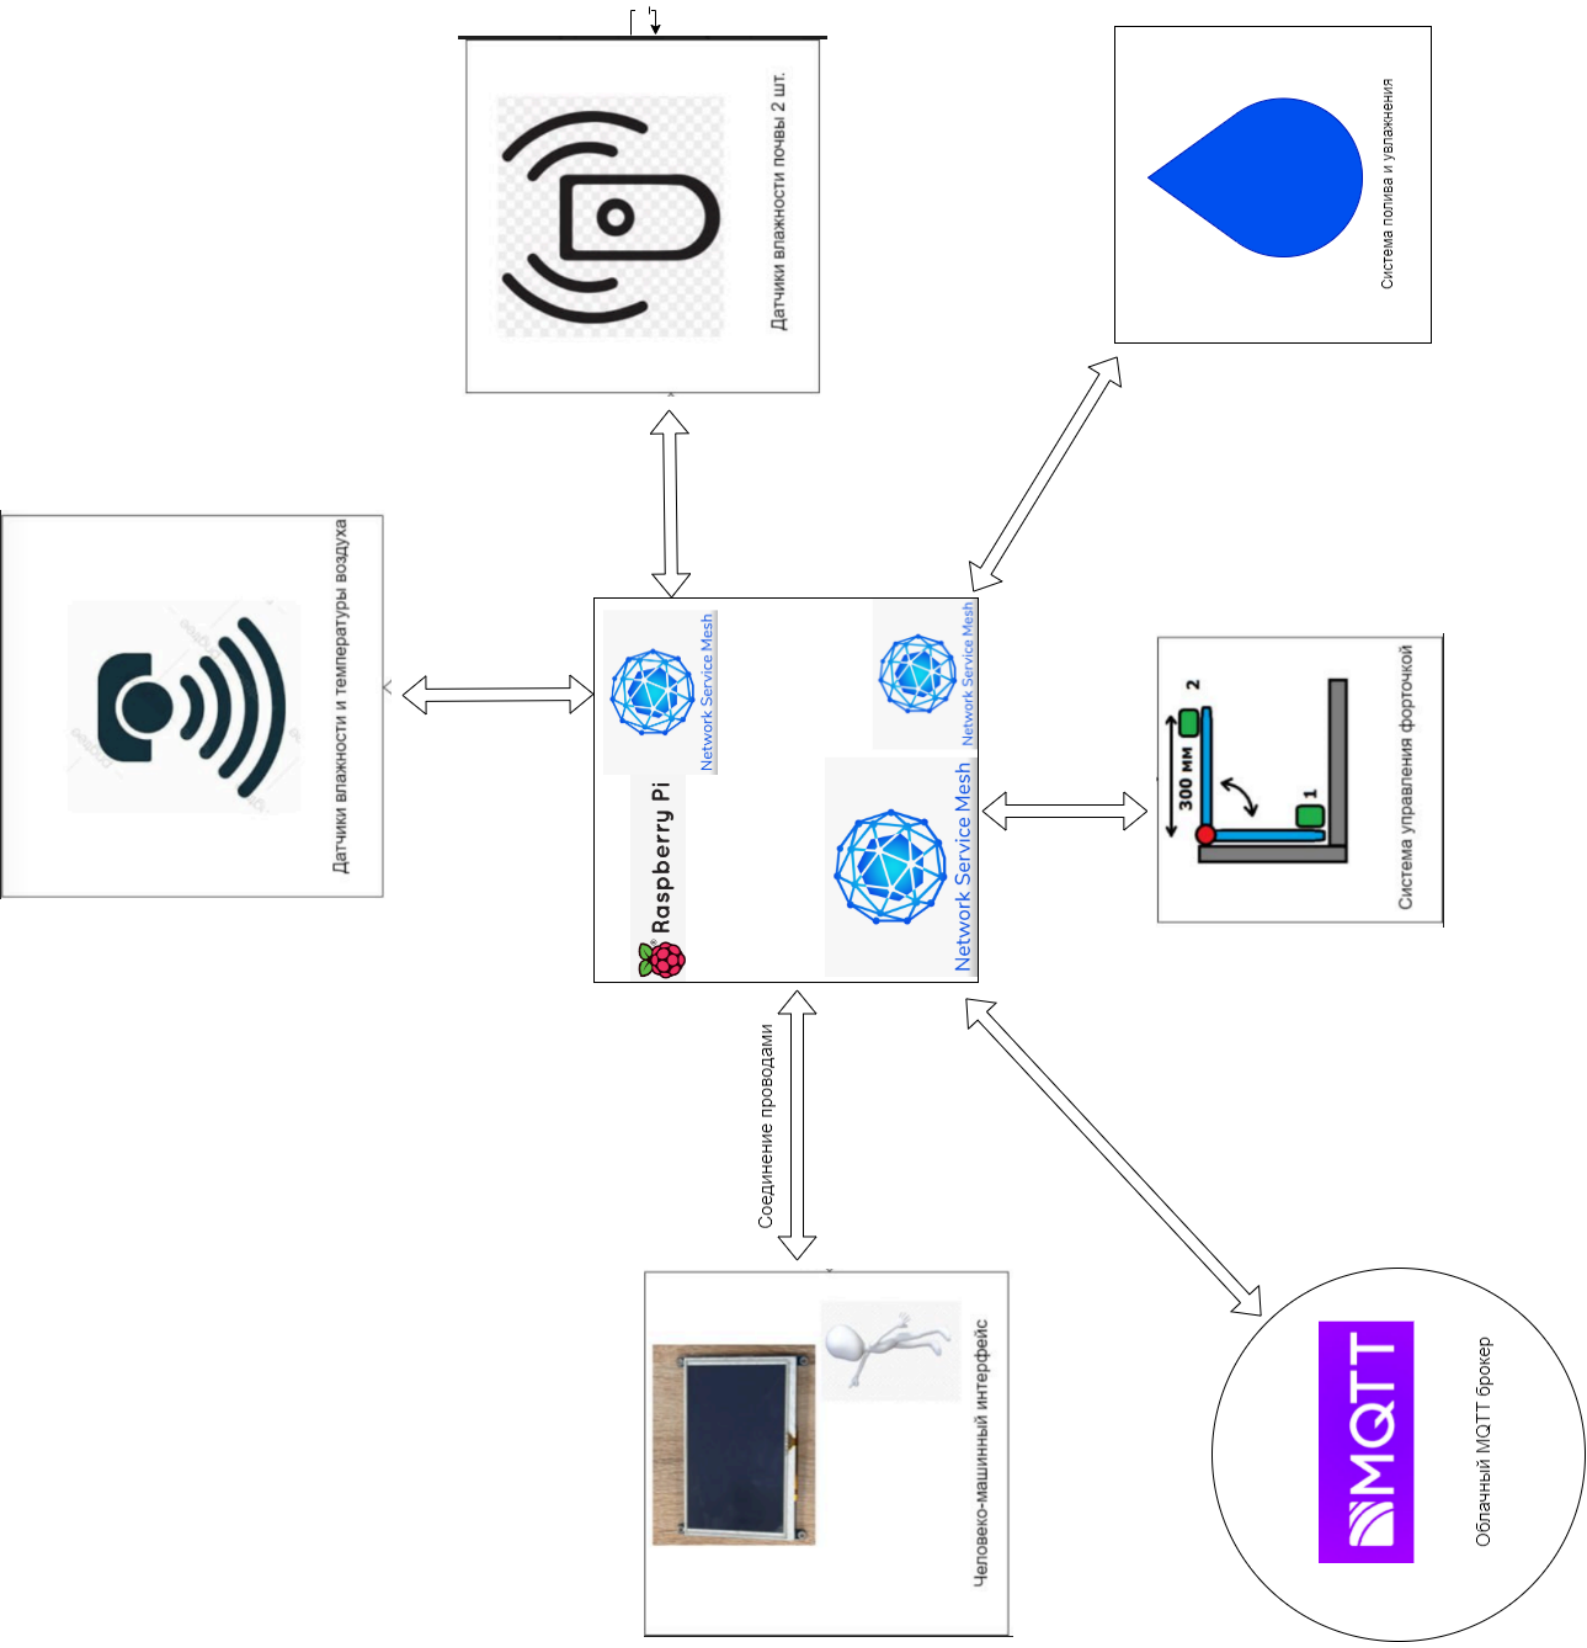 Датчики влажности и температуры воздуха
Датчики влажности почвы 2 шт.
Система полива и увлажнения
Raspberry Pi
Network Service Mesh
Network Service Mesh
Network Service Mesh
300 мм
2
1
Система управления форточкой
Соединение проводами
Человеко-машинный интерфейс
MQTT
Облачный MQTT брокер